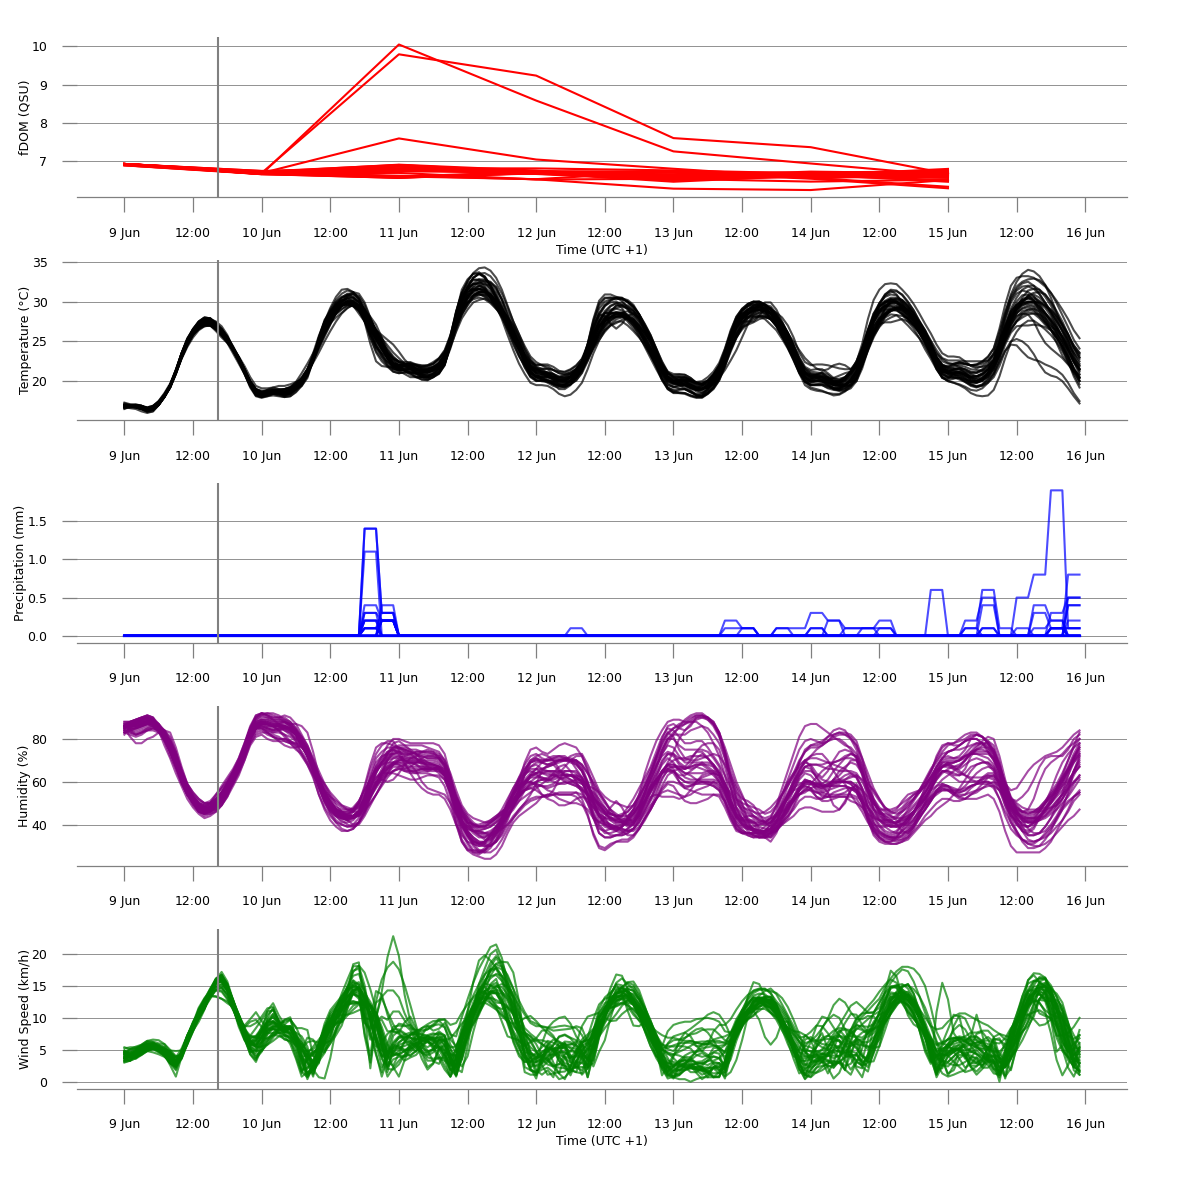 fDOM (QSU)
10
9
8
7
9 Jun 12:00 10 Jun 12:00 11 Jun 12:00 12 Jun 12:00 13 Jun 12:00 14 Jun 12:00 15 Jun 12:00 16 Jun
Time (UTC +1)
Temperature (°C)
35
30
25
20
9 Jun 12:00 10 Jun 12:00 11 Jun 12:00 12 Jun 12:00 13 Jun 12:00 14 Jun 12:00 15 Jun 12:00 16 Jun
Precipitation (mm)
1.5
1.0
0.5
0.0
9 Jun 12:00 10 Jun 12:00 11 Jun 12:00 12 Jun 12:00 13 Jun 12:00 14 Jun 12:00 15 Jun 12:00 16 Jun
Humidity (%)
80
60
40
9 Jun 12:00 10 Jun 12:00 11 Jun 12:00 12 Jun 12:00 13 Jun 12:00 14 Jun 12:00 15 Jun 12:00 16 Jun
Wind Speed (km/h)
20
15
10
5
0
9 Jun 12:00 10 Jun 12:00 11 Jun 12:00 12 Jun 12:00 13 Jun 12:00 14 Jun 12:00 15 Jun 12:00 16 Jun
Time (UTC +1)